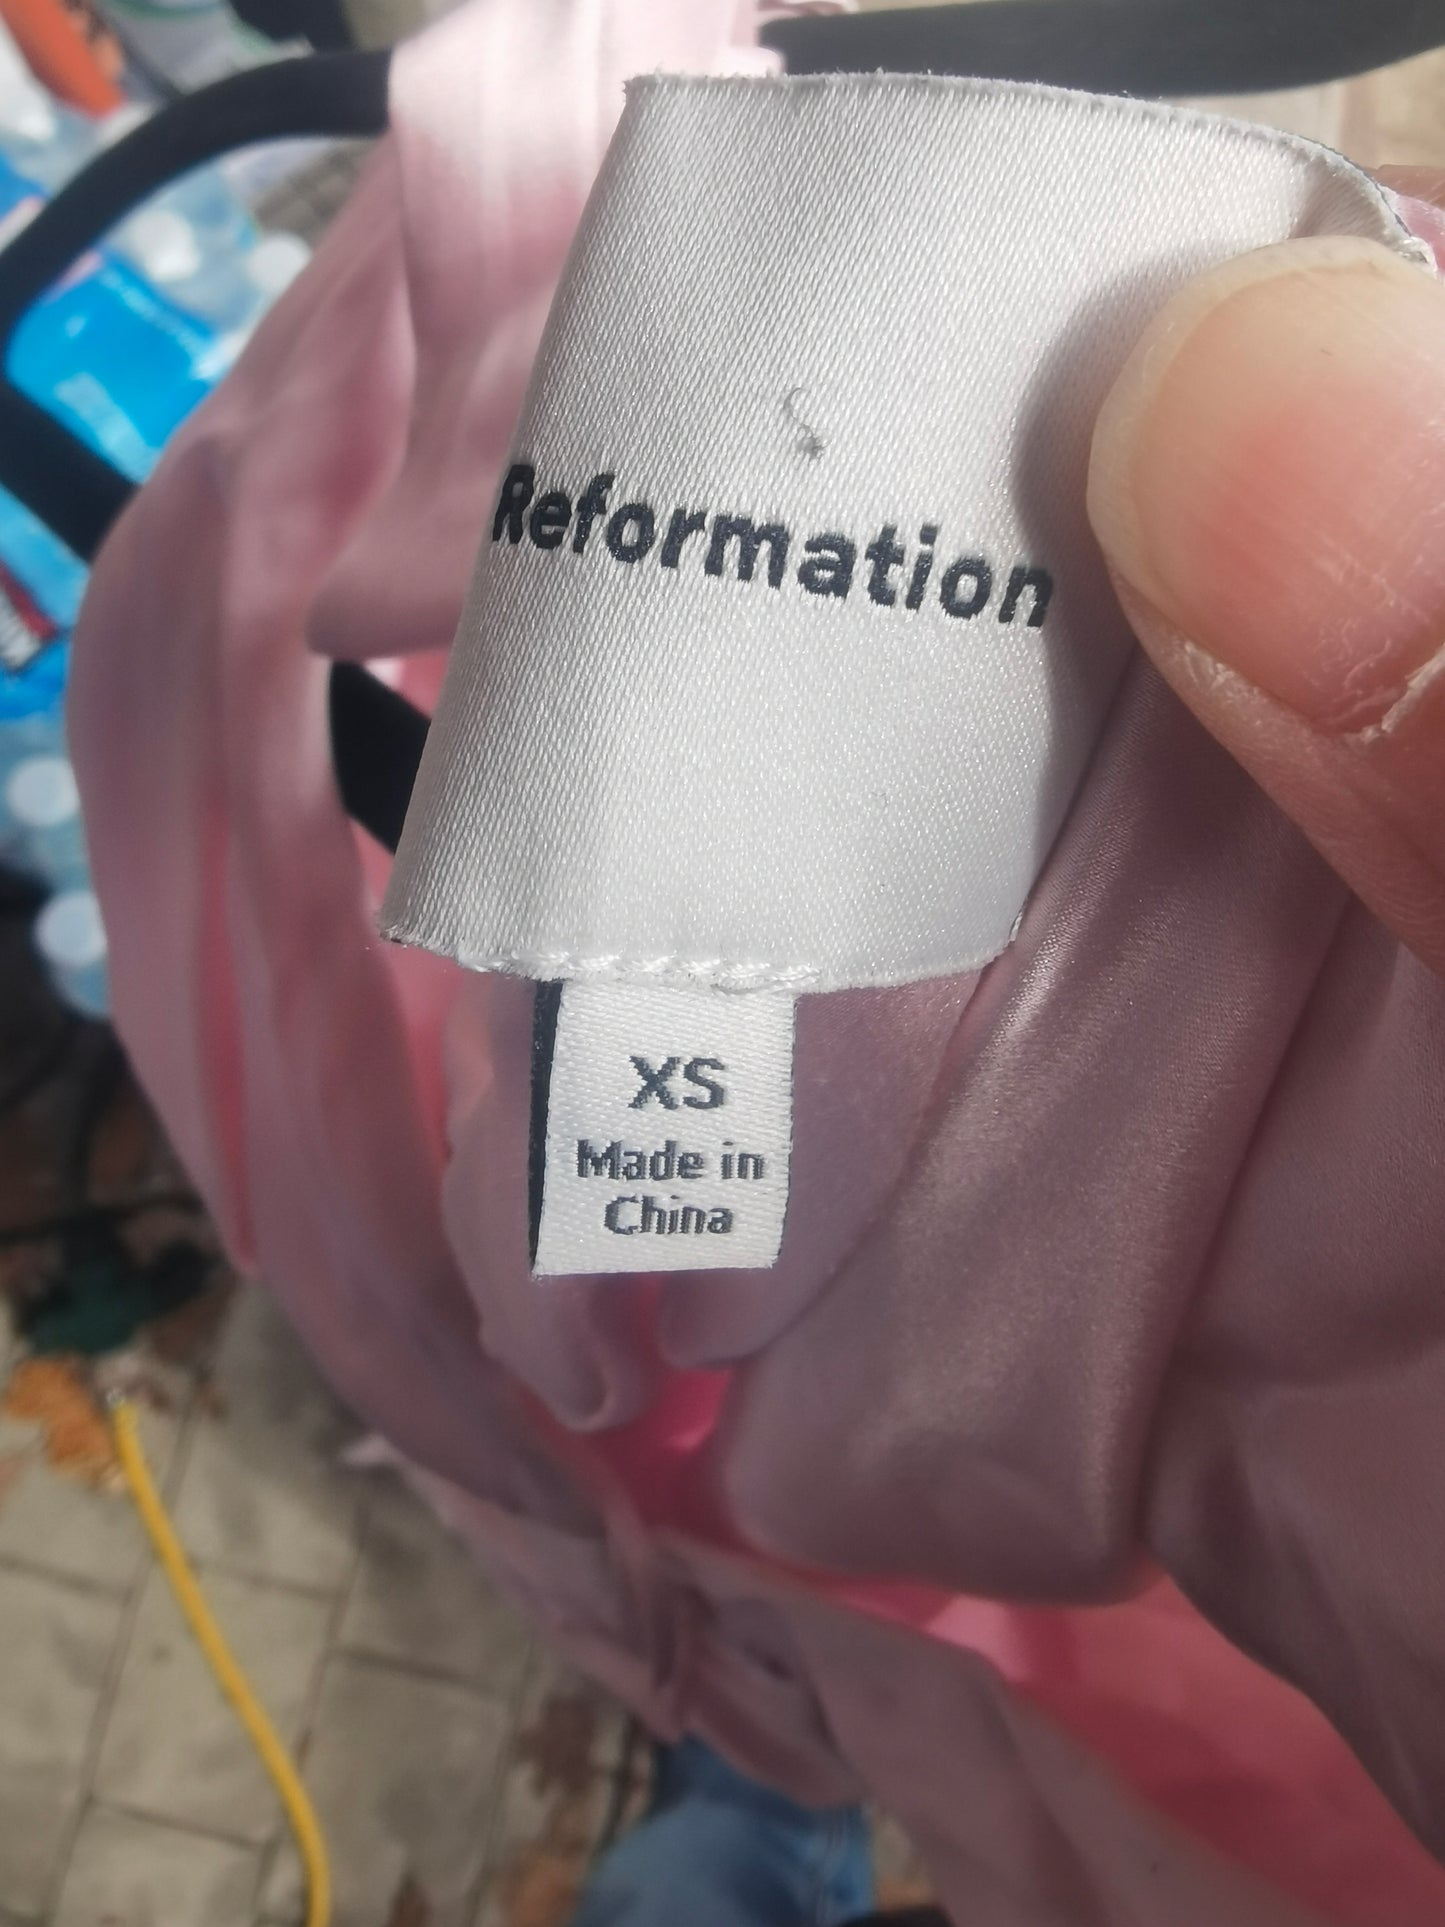 Reformation
XS
Made in
China